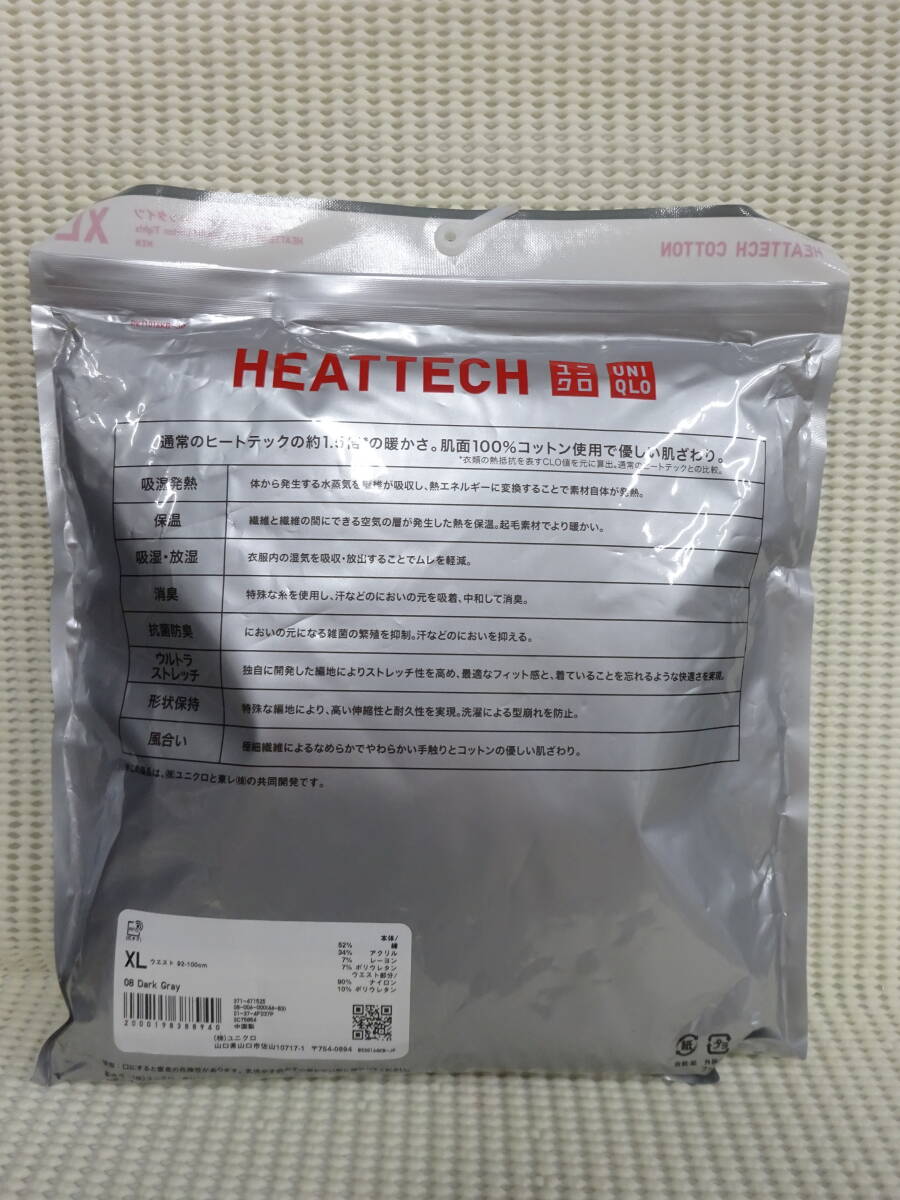 XL
MEN
HEATTECH COTTON
HEATTECH ユニクロ UNIQLO
通常のヒートテックの約1.5倍*の暖かさ。肌面100%コットン使用で優しい肌ざわり。
*衣類の熱抵抗を表すCLO値を元に算出。通常のヒートテックとの比較。
吸湿発熱 体から発生する水蒸気を繊維が吸収し、熱エネルギーに変換することで素材自体が発熱。
保温 繊維と繊維の間にできる空気の層が発生した熱を保温。起毛素材でより暖かい。
吸湿・放湿 衣服内の湿気を吸収・放出することでムレを軽減。
消臭 特殊な糸を使用し、汗などのにおいの元を吸着、中和して消臭。
抗菌防臭 においの元になる雑菌の繁殖を抑制。汗などのにおいを抑える。
ウルトラストレッチ 独自に開発した編地によりストレッチ性を高め、最適なフィット感と、着ていることを忘れるような快適さを実現。
形状保持 特殊な編地により、高い伸縮性と耐久性を実現。洗濯による型崩れを防止。
風合い 極細繊維によるなめらかでやわらかい手触りとコットンの優しい肌ざわり。
この商品は、㈱ユニクロと東レ㈱の共同開発です。
XL ウエスト 92-100cm
08 Dark Gray
2000198388940
371-471525
中国製
本体/
52% 綿
34% アクリル
7% レーヨン
7% ポリウレタン
ウエスト部分/
90% ナイロン
10% ポリウレタン
(株)ユニクロ
山口県山口市佐山10717-1 〒754-0894
紙
プラ